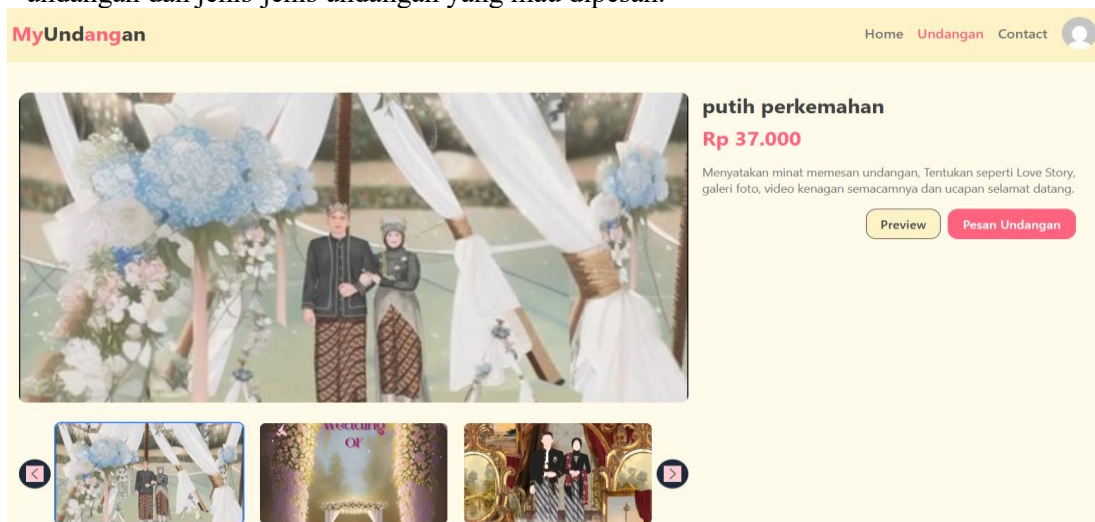 undangan dan jenis-jenis undangan yang mau dipesan.
MyUndangan
Home Undangan Contact
putih perkemahan
Rp 37.000
Menyatakan minat memesan undangan, Tentukan seperti Love Story,
galeri foto, video kenagan semacamnya dan ucapan selamat datang.
Preview Pesan Undangan
Wedding
OF